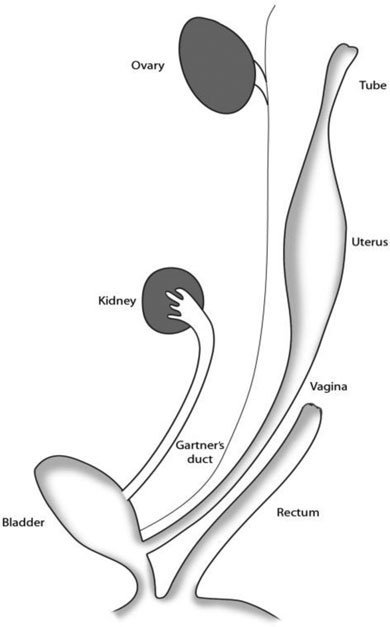 Ovary
Tube
Uterus
Kidney
Vagina
Gartner's
duct
Rectum
Bladder